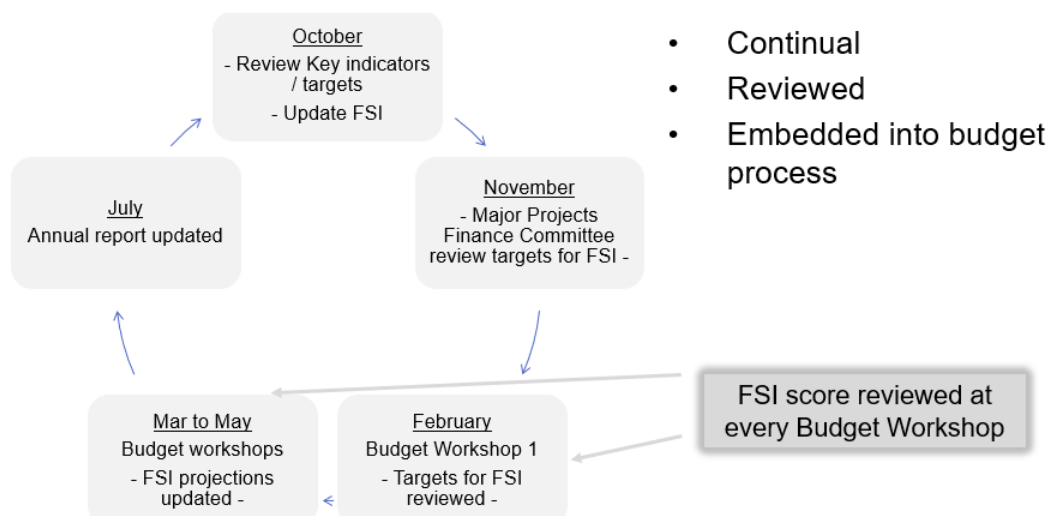 October
- Review Key indicators
/ targets
- Update FSI
• Continual
• Reviewed
• Embedded into budget
process
November
- Major Projects
Finance Committee
review targets for FSI -
July
Annual report updated
FSI score reviewed at
every Budget Workshop
February
Budget Workshop 1
- Targets for FSI
reviewed -
Mar to May
Budget workshops
- FSI projections
updated -